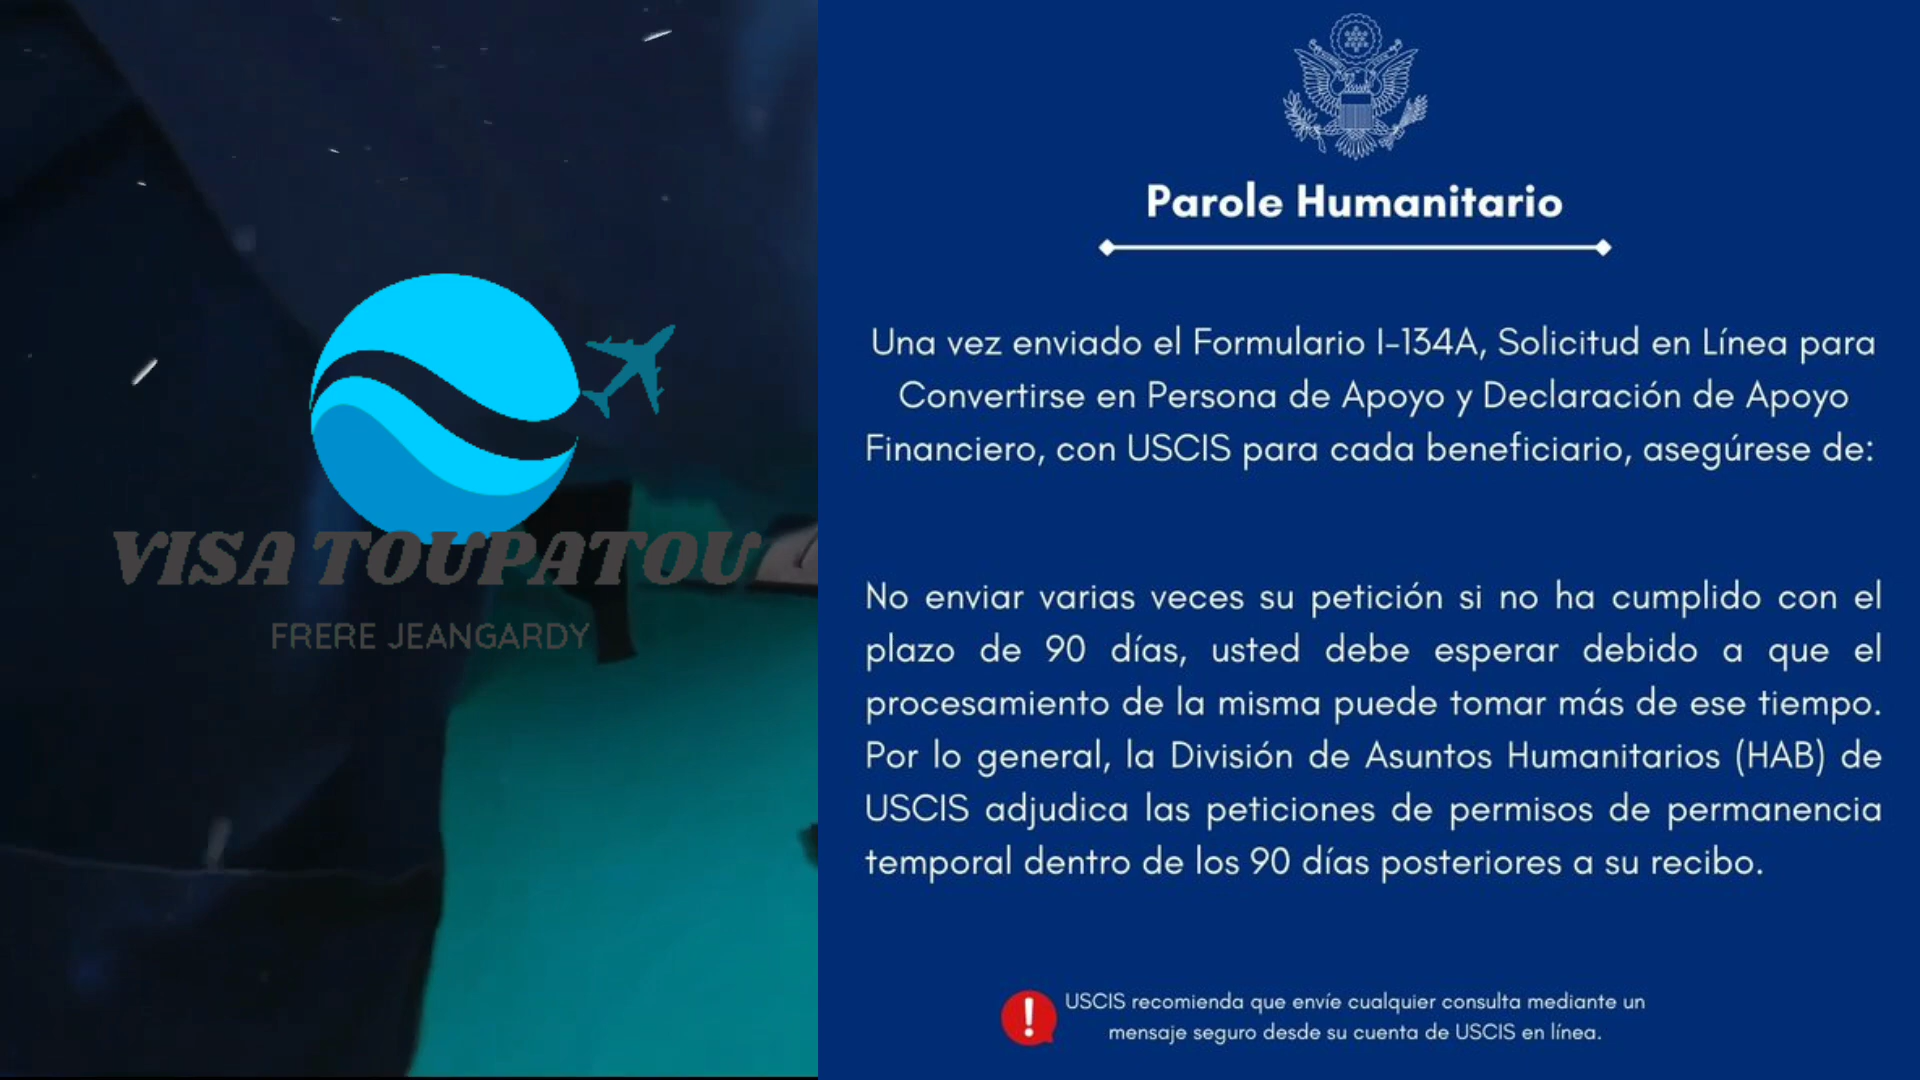 VISA TOUPATOU
FRERE JEANGARDY
Parole Humanitario
Una vez enviado el Formulario I-134A, Solicitud en Línea para
Convertirse en Persona de Apoyo y Declaración de Apoyo
Financiero, con USCIS para cada beneficiario, asegúrese de:
No enviar varias veces su petición si no ha cumplido con el
plazo de 90 días, usted debe esperar debido a que el
procesamiento de la misma puede tomar más de ese tiempo.
Por lo general, la División de Asuntos Humanitarios (HAB) de
USCIS adjudica las peticiones de permisos de permanencia
temporal dentro de los 90 días posteriores a su recibo.
USCIS recomienda que envíe cualquier consulta mediante un
mensaje seguro desde su cuenta de USCIS en línea.